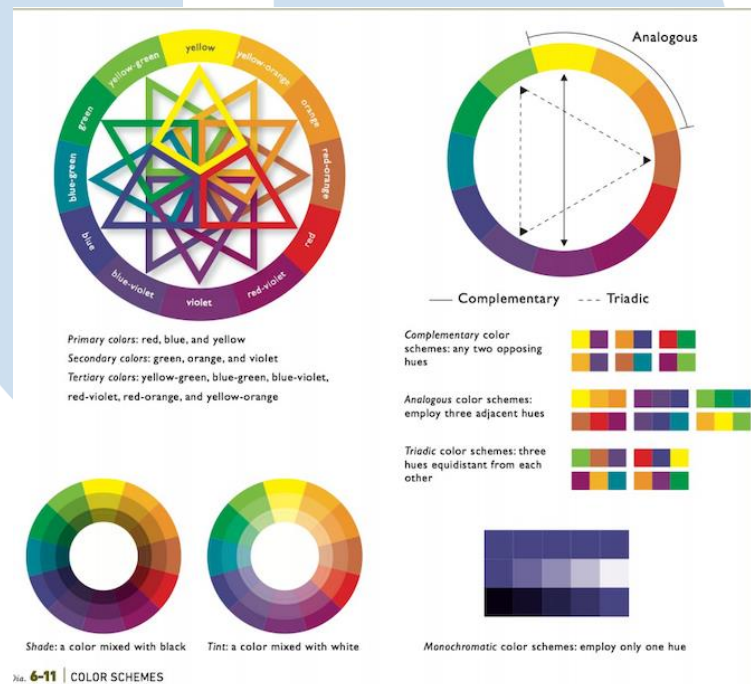 yellow
yellow-orange
orange
red-orange
red
red-violet
violet
blue-violet
blue
blue-green
green
yellow-green
Primary colors: red, blue, and yellow
Secondary colors: green, orange, and violet
Tertiary colors: yellow-green, blue-green, blue-violet,
red-violet, red-orange, and yellow-orange
Analogous
Complementary
Triadic
Complementary color
schemes: any two opposing
hues
Analogous color schemes:
employ three adjacent hues
Triadic color schemes: three
hues equidistant from each
other
Shade: a color mixed with black
Tint: a color mixed with white
Monochromatic color schemes: employ only one hue
6-11 | COLOR SCHEMES